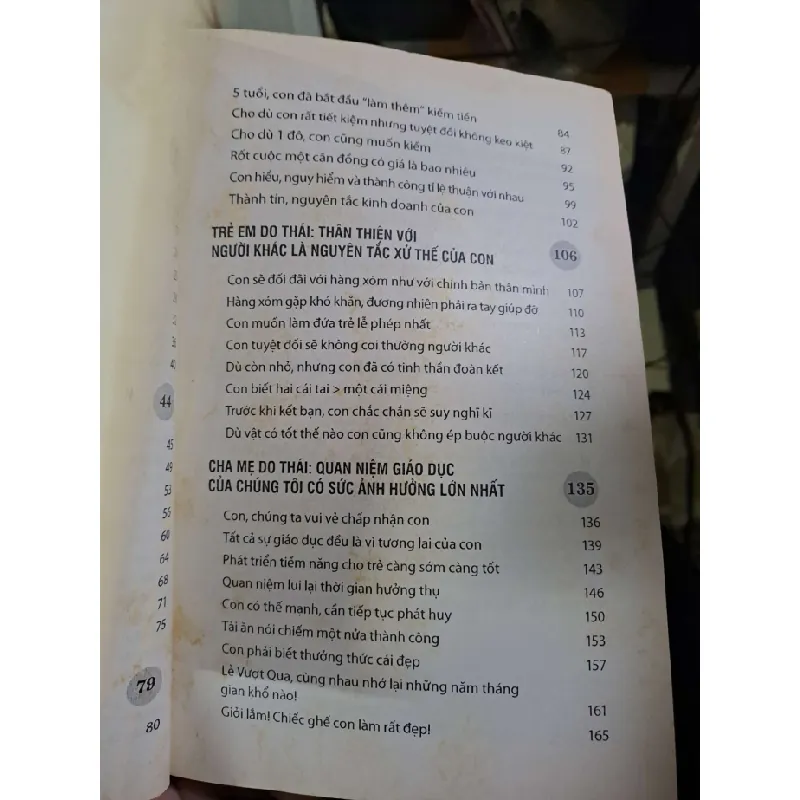 5 tuổi, con đã bắt đầu "làm thêm" kiếm tiền 84
Cho dù con rất tiết kiệm nhưng tuyệt đối không keo kiệt 87
Cho dù 1 đô, con cũng muốn kiếm 92
Rốt cuộc một cân đồng có giá là bao nhiêu 95
Con hiểu, nguy hiểm và thành công tỉ lệ thuận với nhau 99
Thành tín, nguyên tắc kinh doanh của con 102
TRẺ EM DO THÁI: THÂN THIỆN VỚI
NGƯỜI KHÁC LÀ NGUYÊN TẮC XỬ THẾ CỦA CON 106
Con sẽ đối đãi với hàng xóm như với chính bản thân mình 107
Hàng xóm gặp khó khăn, đương nhiên phải ra tay giúp đỡ 110
Con muốn làm đứa trẻ lễ phép nhất 113
Con tuyệt đối sẽ không coi thường người khác 117
Dù còn nhỏ, nhưng con đã có tinh thần đoàn kết 120
Con biết hai cái tai > một cái miệng 124
Trước khi kết bạn, con chắc chắn sẽ suy nghĩ kĩ 127
Dù vật có tốt thế nào con cũng không ép buộc người khác 131
CHA MẸ DO THÁI: QUAN NIỆM GIÁO DỤC
CỦA CHÚNG TÔI CÓ SỨC ẢNH HƯỞNG LỚN NHẤT 135
Con, chúng ta vui vẻ chấp nhận con 136
Tất cả sự giáo dục đều là vì tương lai của con 139
Phát triển tiềm năng cho trẻ càng sớm càng tốt 143
Quan niệm lui lại thời gian hưởng thụ 146
Con có thế mạnh, cần tiếp tục phát huy 150
Tài ăn nói chiếm một nửa thành công 153
Con phải biết thưởng thức cái đẹp 157
Lễ Vượt Qua, cùng nhau nhớ lại những năm tháng
gian khổ nào! 161
Giỏi lắm! Chiếc ghế con làm rất đẹp! 165
44
45
49
53
55
60
64
68
71
75
79
80